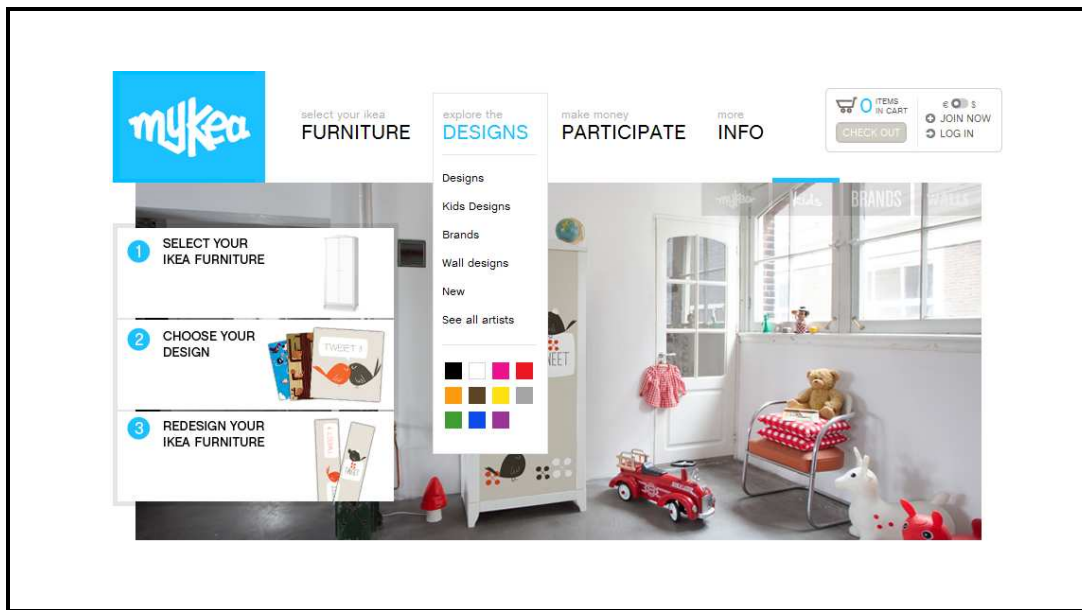 mykea
select your ikea
FURNITURE
explore the
DESIGNS
make money
PARTICIPATE
more
INFO
0 ITEMS
IN CART
CHECK OUT
€ $
JOIN NOW
LOG IN
Designs
Kids Designs
Brands
Wall designs
New
See all artists
mykea kids BRANDS WALLS
1 SELECT YOUR
IKEA FURNITURE
2 CHOOSE YOUR
DESIGN
TWEET
3 REDESIGN YOUR
IKEA FURNITURE